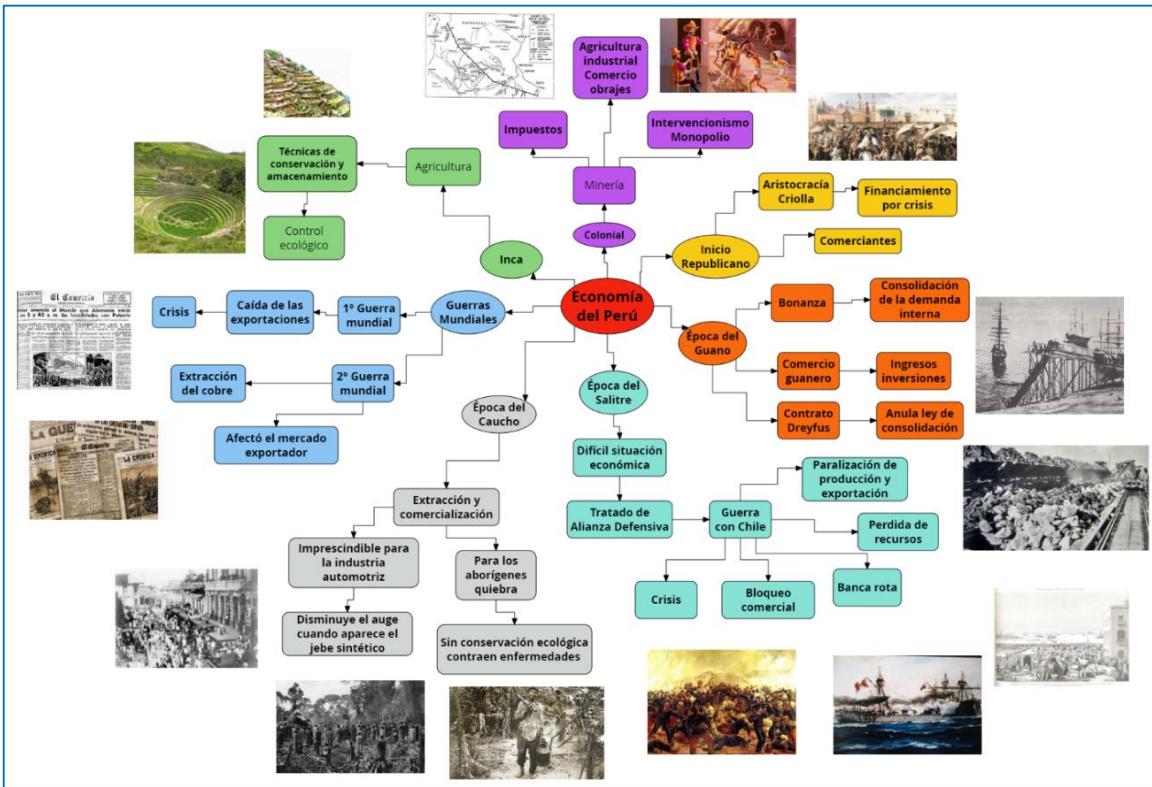 Agricultura
industrial
Comercio
obrajes
Impuestos
Intervencionismo
Monopolio
Minería
Colonial
Técnicas de
conservación y
amacenamiento
Agricultura
Control
ecológico
Inca
Aristocracía
Criolla
Financiamiento
por crisis
Inicio
Republicano
Comerciantes
Economía
del Perú
Guerras
Mundiales
1º Guerra
mundial
Caída de las
exportaciones
Crisis
2º Guerra
mundial
Extracción
del cobre
Afectó el mercado
exportador
El Comercio
LA CRONICA
Época del
Guano
Bonanza
Consolidación
de la demanda
interna
Comercio
guanero
Ingresos
inversiones
Contrato
Dreyfus
Anula ley de
consolidación
Época del
Salitre
Difícil situación
económica
Tratado de
Alianza Defensiva
Guerra
con Chile
Paralización de
producción y
exportación
Perdida de
recursos
Banca rota
Bloqueo
comercial
Crisis
Época del
Caucho
Extracción y
comercialización
Imprescindible para
la industria
automotriz
Disminuye el auge
cuando aparece el
jebe sintético
Para los
aborígenes
quiebra
Sin conservación ecológica
contraen enfermedades